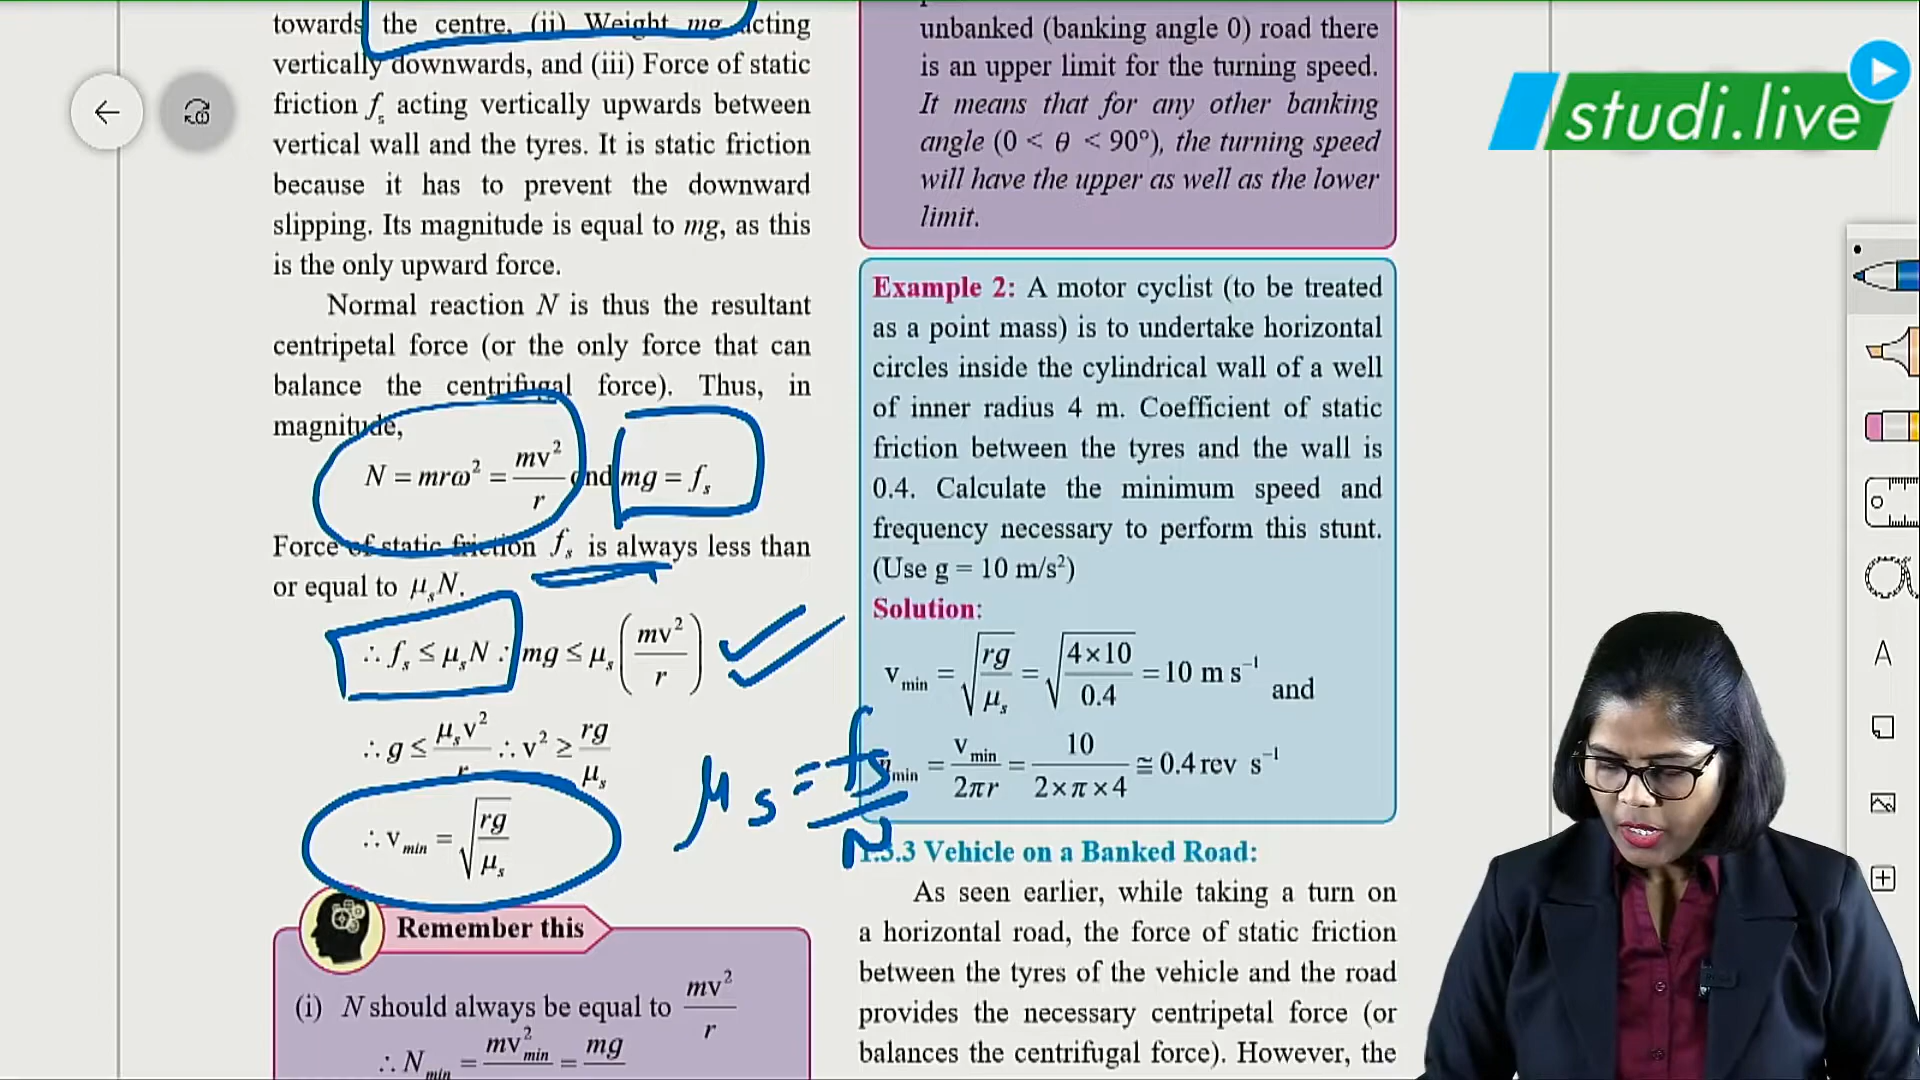 towards the centre, (ii) Weight mg acting
vertically downwards, and (iii) Force of static
friction fₛ acting vertically upwards between
vertical wall and the tyres. It is static friction
because it has to prevent the downward
slipping. Its magnitude is equal to mg, as this
is the only upward force.
Normal reaction N is thus the resultant
centripetal force (or the only force that can
balance the centrifugal force). Thus, in
magnitude,
N = mrω² = mv²/r and mg = fₛ
Force of static friction fₛ is always less than
or equal to μₛN.
∴ fₛ ≤ μₛN ∴ mg ≤ μₛ(mv²/r)
∴ g ≤ μₛv²/r ∴ v² ≥ rg/μₛ
∴ v_min = √(rg/μₛ)
μs = fs/N
Remember this
(i) N should always be equal to mv²/r
∴ N_min = mv²_min = mg
unbanked (banking angle 0) road there
is an upper limit for the turning speed.
It means that for any other banking
angle (0 < θ < 90°), the turning speed
will have the upper as well as the lower
limit.
Example 2: A motor cyclist (to be treated
as a point mass) is to undertake horizontal
circles inside the cylindrical wall of a well
of inner radius 4 m. Coefficient of static
friction between the tyres and the wall is
0.4. Calculate the minimum speed and
frequency necessary to perform this stunt.
(Use g = 10 m/s²)
Solution:
v_min = √(rg/μₛ) = √(4×10/0.4) = 10 m s⁻¹ and
min = v_min/2πr = 10/(2×π×4) ≅ 0.4 rev s⁻¹
1.3.3 Vehicle on a Banked Road:
As seen earlier, while taking a turn on
a horizontal road, the force of static friction
between the tyres of the vehicle and the road
provides the necessary centripetal force (or
balances the centrifugal force). However, the
studi.live
A